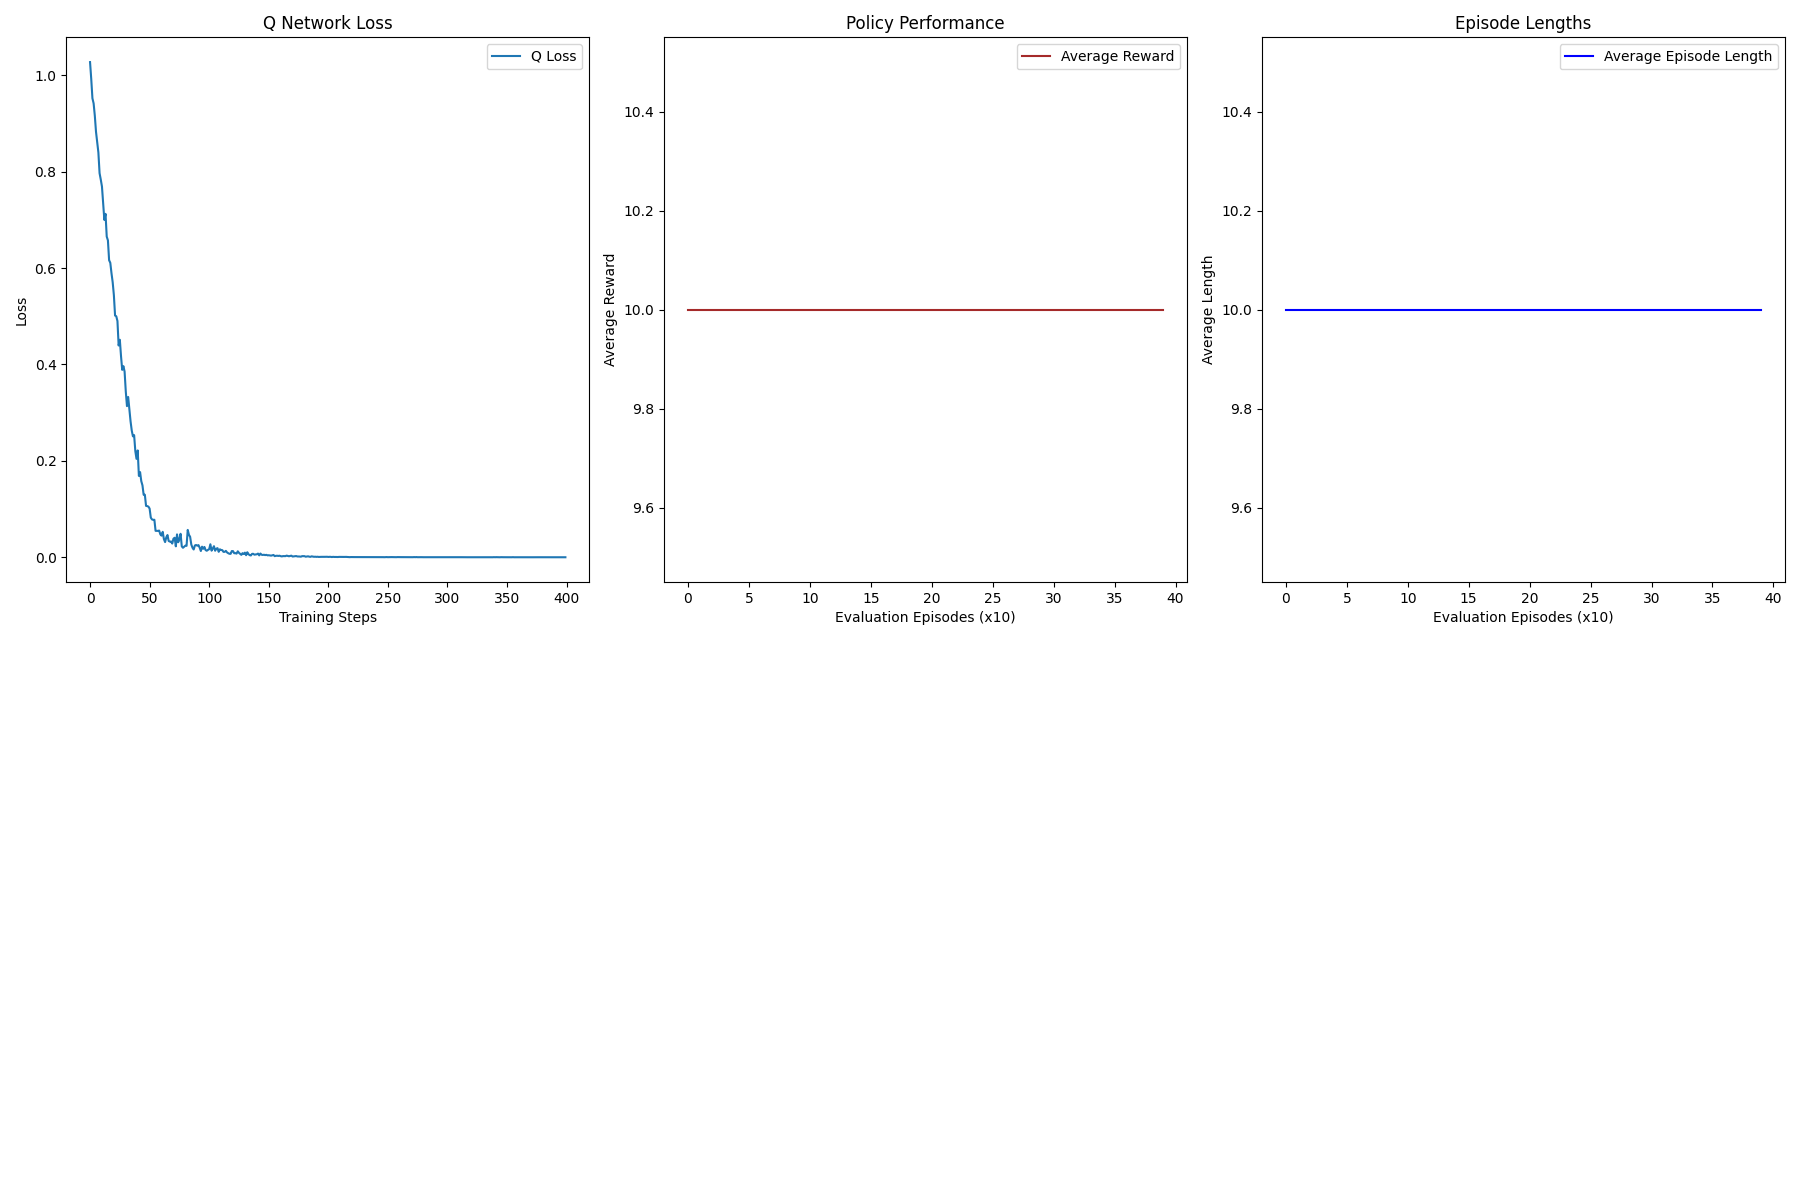 Q Network Loss
Q Loss
1.0
0.8
0.6
0.4
0.2
0.0
Loss
0 50 100 150 200 250 300 350 400
Training Steps
Policy Performance
Average Reward
10.4
10.2
10.0
9.8
9.6
Average Reward
0 5 10 15 20 25 30 35 40
Evaluation Episodes (x10)
Episode Lengths
Average Episode Length
10.4
10.2
10.0
9.8
9.6
Average Length
0 5 10 15 20 25 30 35 40
Evaluation Episodes (x10)